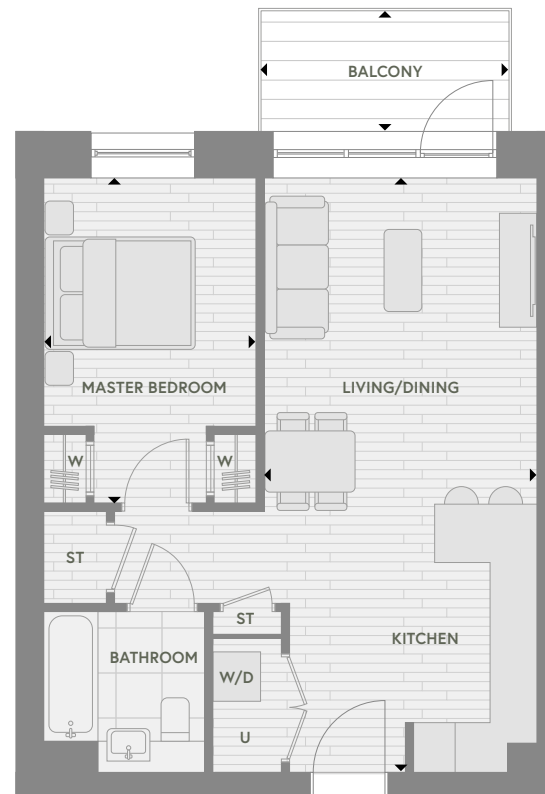 BALCONY
MASTER BEDROOM
LIVING/DINING
W
W
ST
ST
KITCHEN
BATHROOM
W/D
U